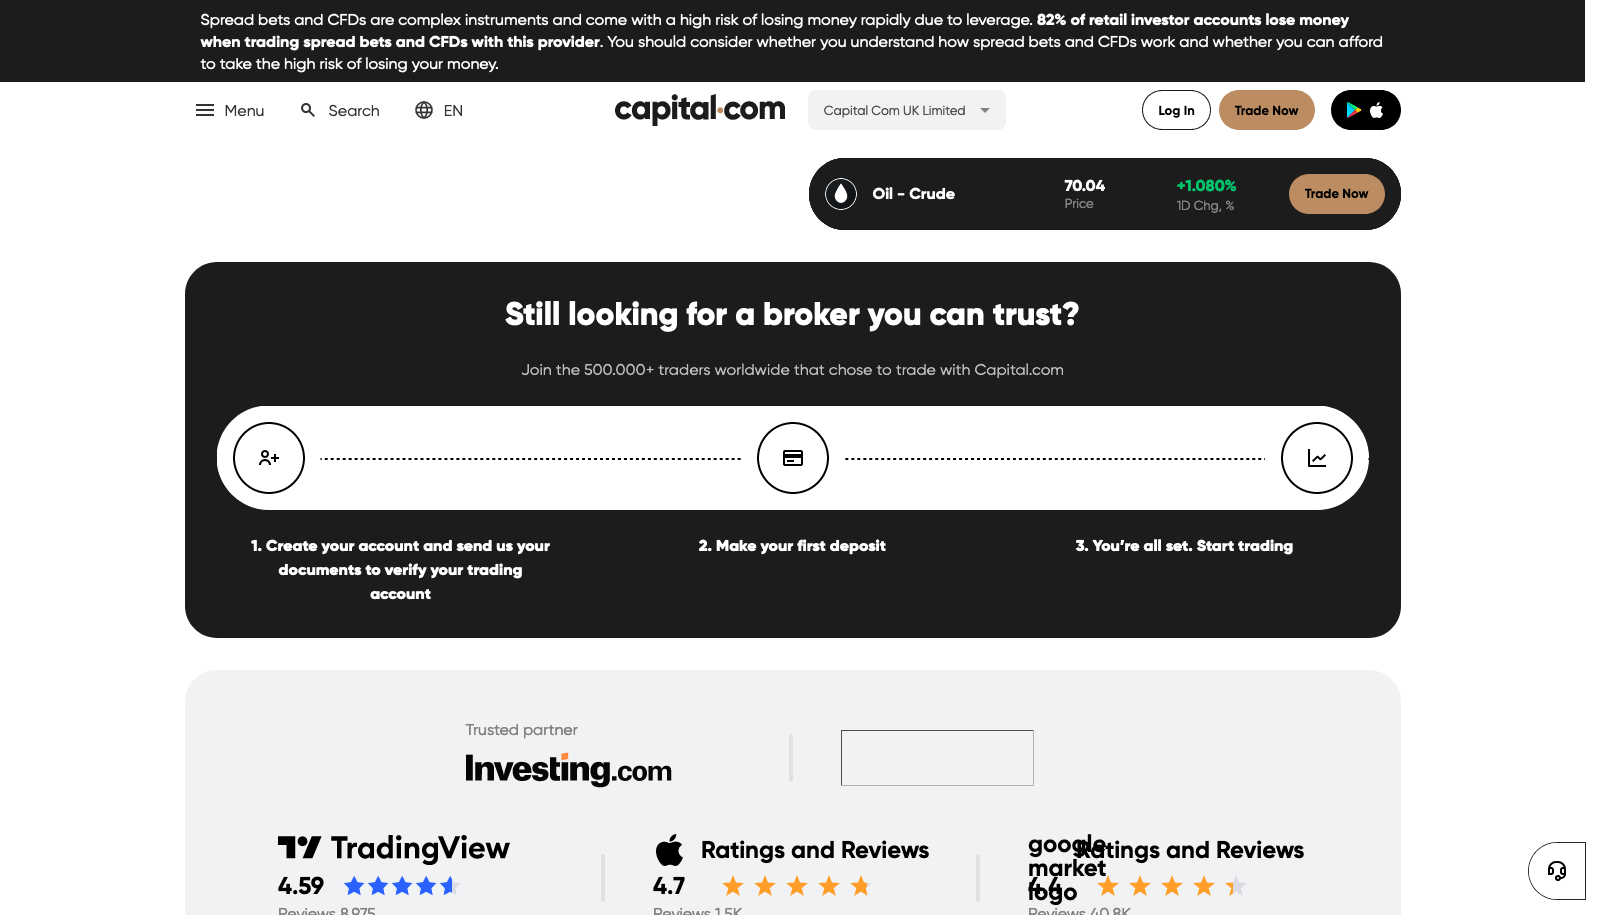 Spread bets and CFDs are complex instruments and come with a high risk of losing money rapidly due to leverage. 82% of retail investor accounts lose money
when trading spread bets and CFDs with this provider. You should consider whether you understand how spread bets and CFDs work and whether you can afford
to take the high risk of losing your money.
Menu
Search
EN
capital.com
Capital Com UK Limited
Log In
Trade Now
Oil - Crude
70.04
Price
+1.080%
1D Chg, %
Trade Now
Still looking for a broker you can trust?
Join the 500.000+ traders worldwide that chose to trade with Capital.com
1. Create your account and send us your
documents to verify your trading
account
2. Make your first deposit
3. You're all set. Start trading
Trusted partner
Investing.com
TradingView
4.59
Reviews 8,975
Ratings and Reviews
4.7
Reviews 1.5K
google
market
logo
Ratings and Reviews
4.4
Reviews 40.8K